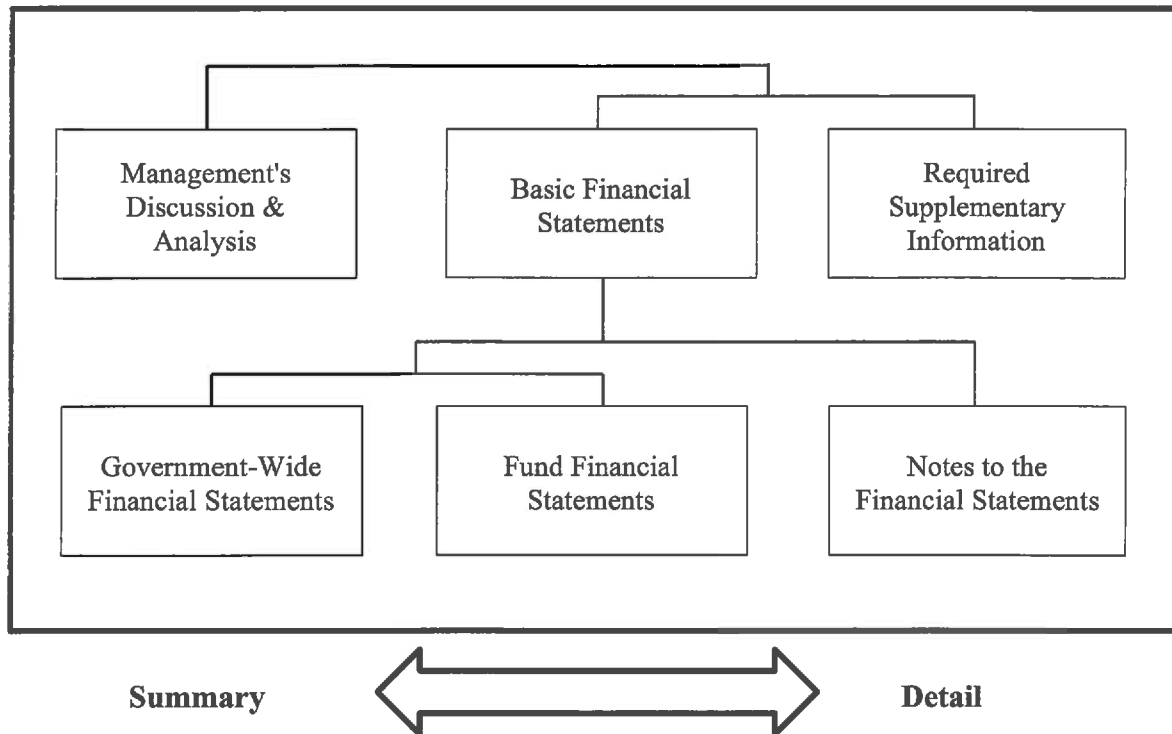 Management's
Discussion &
Analysis
Basic Financial
Statements
Required
Supplementary
Information
Government-Wide
Financial Statements
Fund Financial
Statements
Notes to the
Financial Statements
Summary
Detail